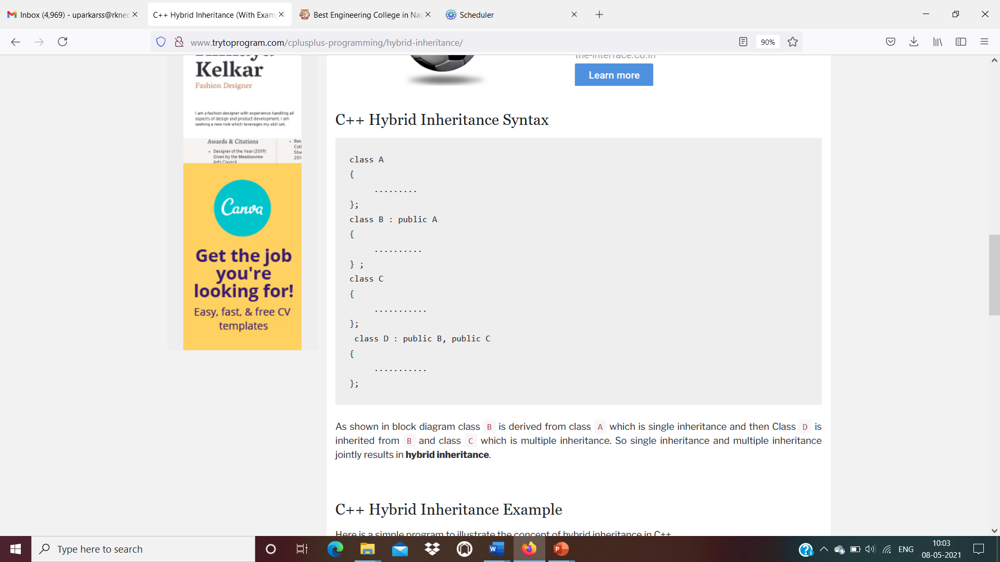 Inbox (4,969) - uparkarss@rknec
C++ Hybrid Inheritance (With Exam
Best Engineering College in Nag
Scheduler
www.trytoprogram.com/cplusplus-programming/hybrid-inheritance/
90%
Kelkar
Fashion Designer
I am a fashion designer with experience handling all
aspects of design and product development. I am
seeking a new role which leverages my skill set.
Awards & Citations
• Designer of the Year (2019)
Given by the Meadowview
Arts Council
• Bes
Coll
Stu
201
Canva
Get the job
you're
looking for!
Easy, fast, & free CV
templates
the-interface.co.in
Learn more
C++ Hybrid Inheritance Syntax
class A
{
.........
};
class B : public A
{
..........
} ;
class C
{
...........
};
class D : public B, public C
{
...........
};
As shown in block diagram class B is derived from class A which is single inheritance and then Class D is
inherited from B and class C which is multiple inheritance. So single inheritance and multiple inheritance
jointly results in hybrid inheritance.
C++ Hybrid Inheritance Example
Here is a simple program to illustrate the concept of hybrid inheritance in C++
Type here to search
ENG
10:03
08-05-2021